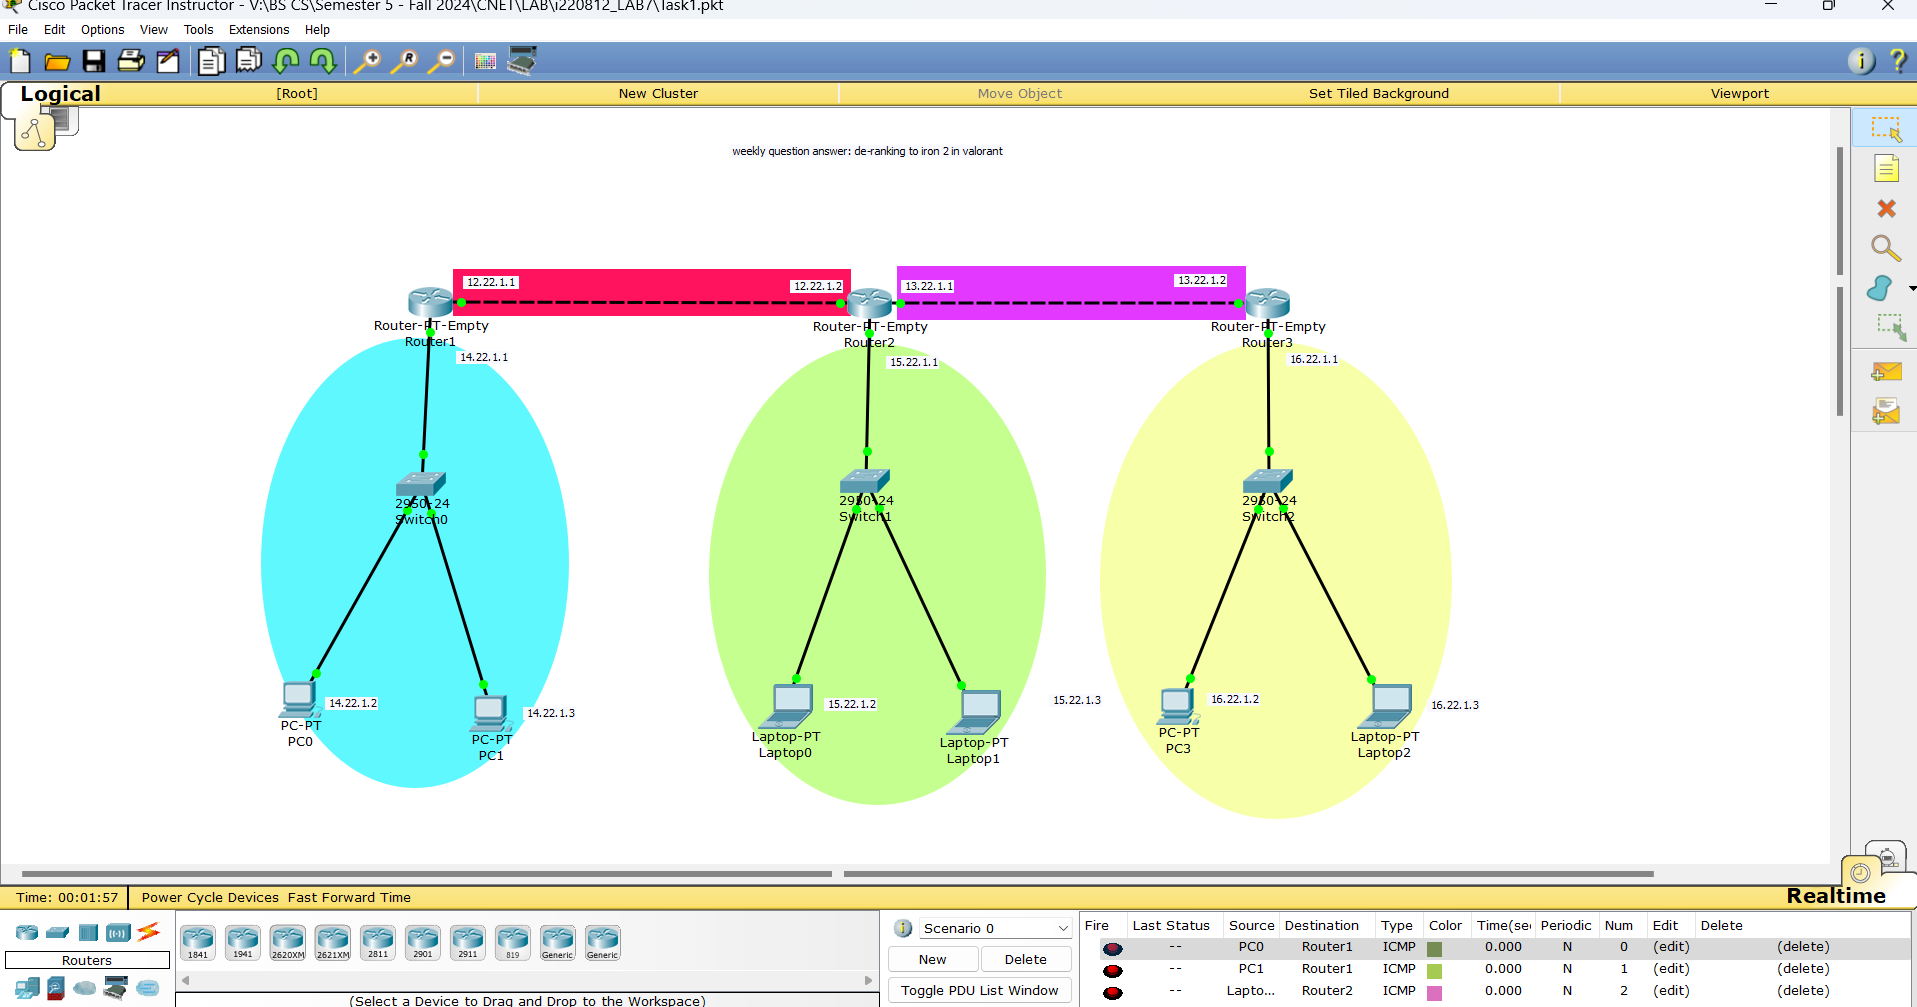 Cisco Packet Tracer Instructor - V:\BS CS\Semester 5 - Fall 2024\CNET\LAB\i220812_LAB7\Task1.pkt
File Edit Options View Tools Extensions Help
Logical [Root] New Cluster Move Object Set Tiled Background Viewport
weekly question answer: de-ranking to iron 2 in valorant
12.22.1.1 12.22.1.2 13.22.1.1 13.22.1.2
Router-PT-Empty Router-PT-Empty Router-PT-Empty
Router1 Router2 Router3
14.22.1.1 15.22.1.1 16.22.1.1
2950-24 2950-24 2950-24
Switch0 Switch1 Switch2
14.22.1.2 14.22.1.3 15.22.1.2 15.22.1.3 16.22.1.2 16.22.1.3
PC-PT PC-PT Laptop-PT Laptop-PT PC-PT Laptop-PT
PC0 PC1 Laptop0 Laptop1 PC3 Laptop2
Time: 00:01:57 Power Cycle Devices Fast Forward Time Realtime
Routers
1841 1941 2620XM 2621XM 2811 2901 2911 819 Generic Generic
(Select a Device to Drag and Drop to the Workspace)
Scenario 0
New Delete
Toggle PDU List Window
Fire Last Status Source Destination Type Color Time(sec Periodic Num Edit Delete
-- PC0 Router1 ICMP 0.000 N 0 (edit) (delete)
-- PC1 Router1 ICMP 0.000 N 1 (edit) (delete)
-- Lapto... Router2 ICMP 0.000 N 2 (edit) (delete)